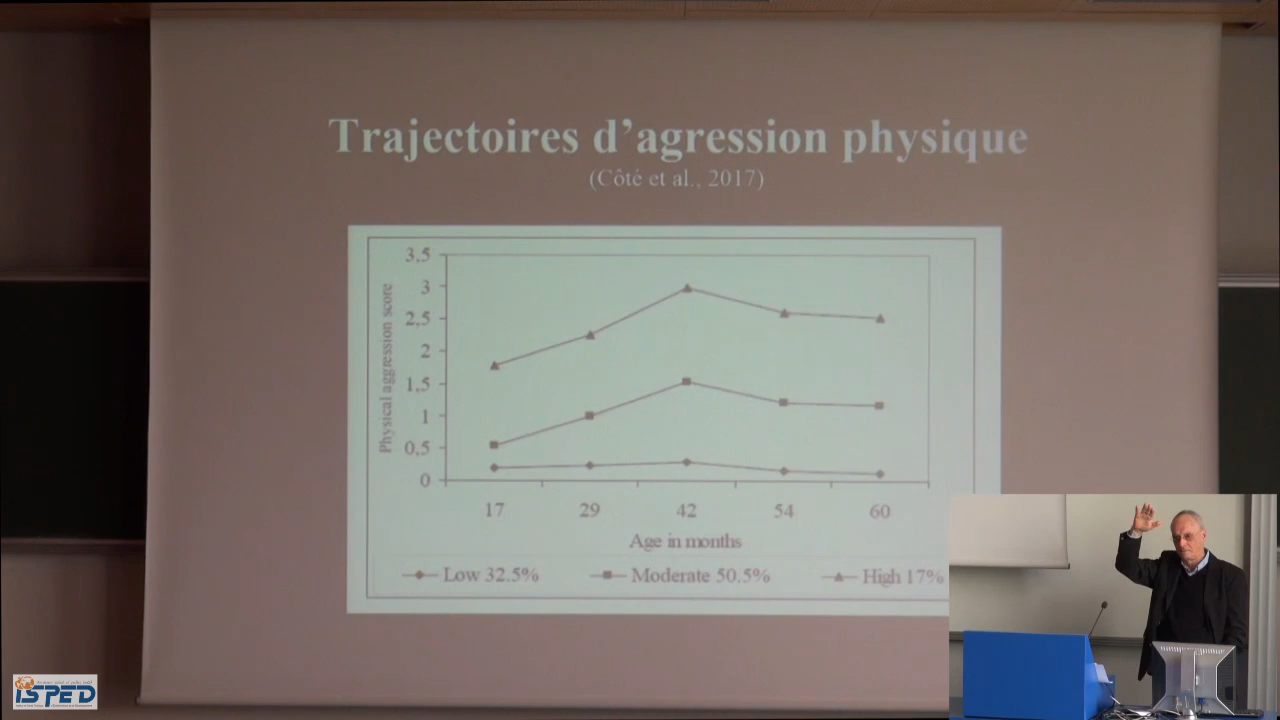 Trajectoires d’agression physique
(Côté et al., 2017)
3,5
3
2,5
2
1,5
1
0,5
0
Physical aggression score
17 29 42 54 60
Age in months
Low 32.5% Moderate 50.5% High 17%
ISPED